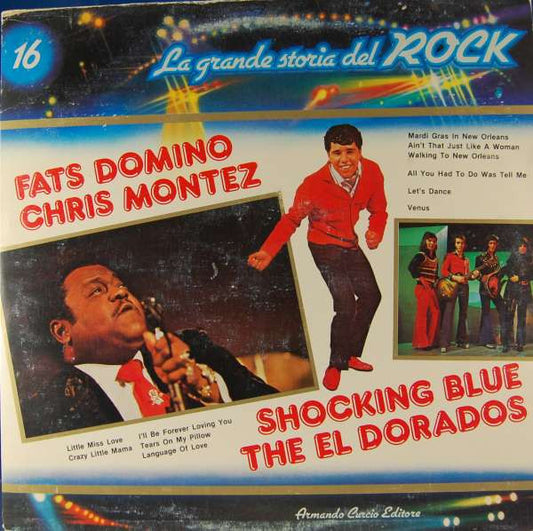 16
La grande storia del ROCK
FATS DOMINO
CHRIS MONTEZ
Mardi Gras In New Orleans
Ain't That Just Like A Woman
Walking To New Orleans
All You Had To Do Was Tell Me
Let's Dance
Venus
SHOCKING BLUE
THE EL DORADOS
Little Miss Love
Crazy Little Mama
I'll Be Forever Loving You
Tears On My Pillow
Language Of Love
Armando Curcio Editore